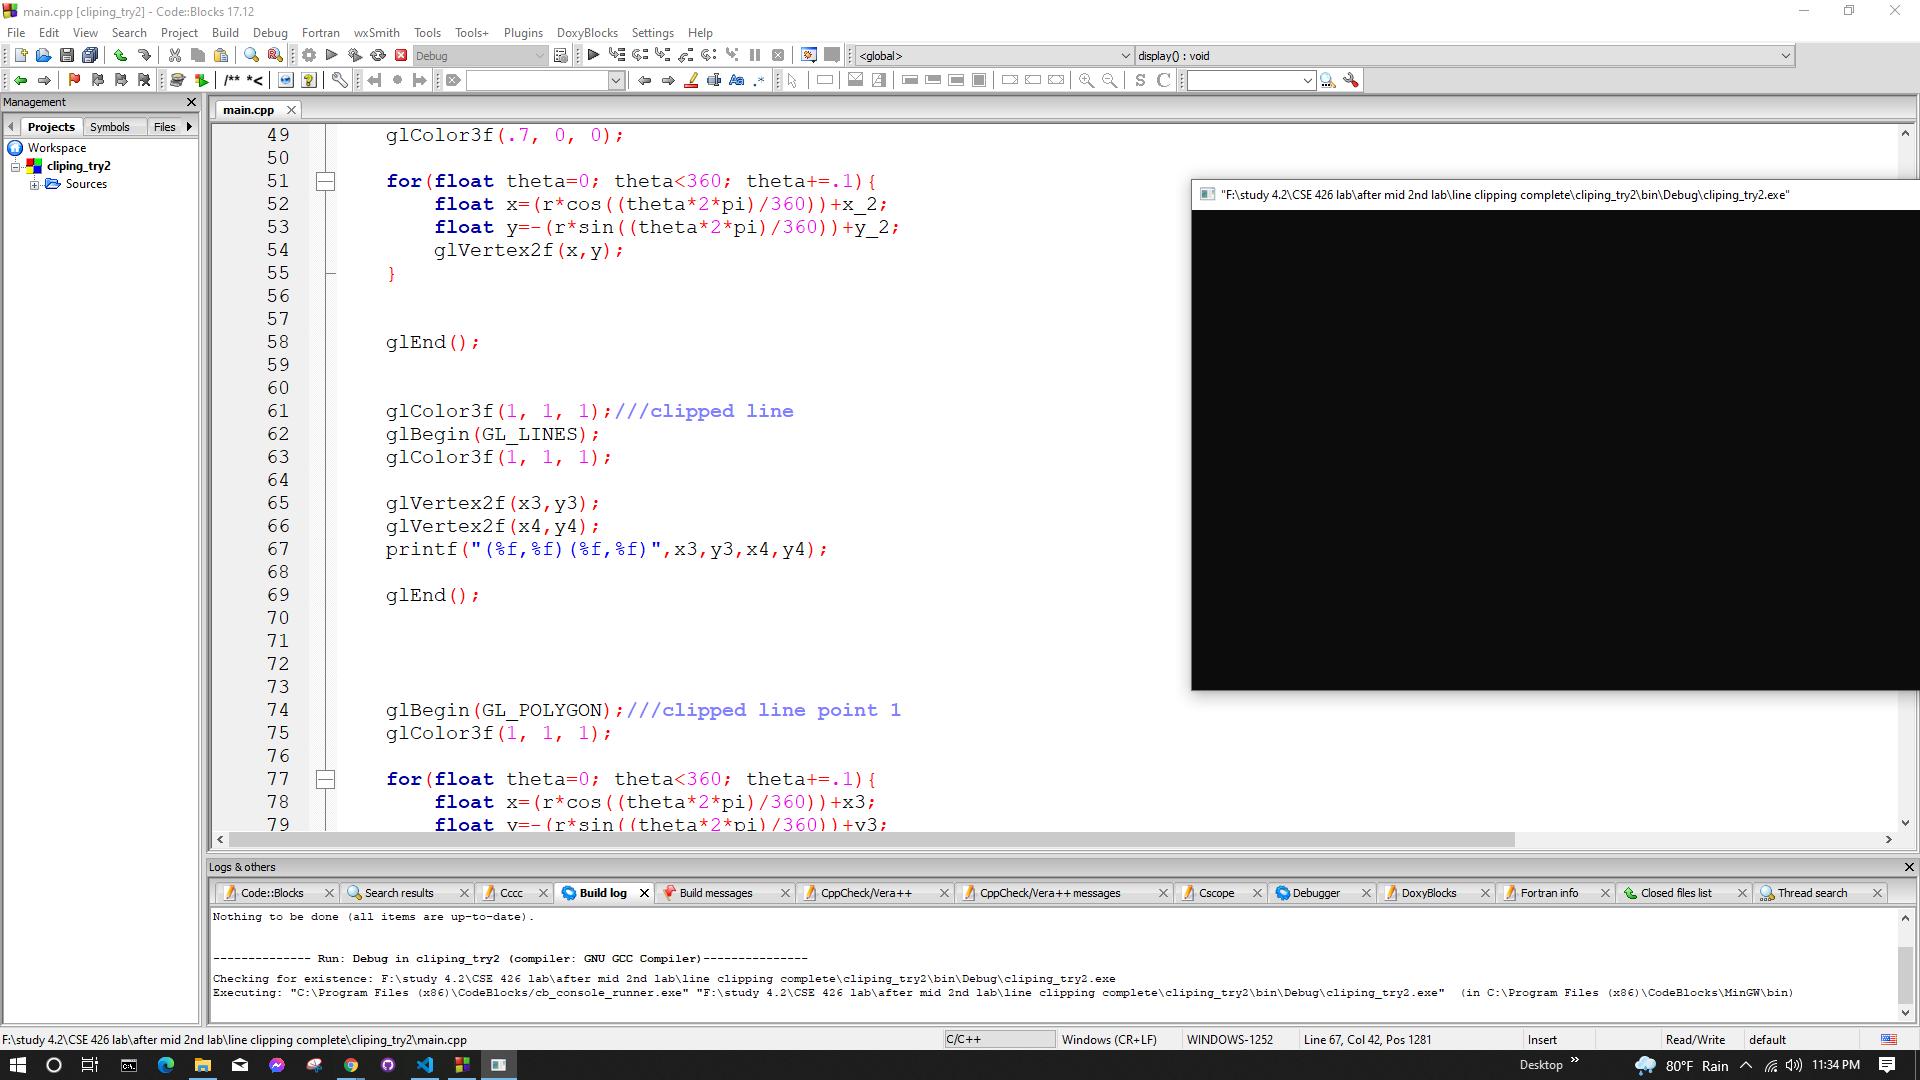 main.cpp [cliping_try2] - Code::Blocks 17.12
File Edit View Search Project Build Debug Fortran wxSmith Tools Tools+ Plugins DoxyBlocks Settings Help
Debug <global> display() : void
/** *< Aa .* S C
Management
Projects Symbols Files
Workspace
cliping_try2
Sources
main.cpp
49 glColor3f(.7, 0, 0);
50
51 for(float theta=0; theta<360; theta+=.1){
52 float x=(r*cos((theta*2*pi)/360))+x_2;
53 float y=-(r*sin((theta*2*pi)/360))+y_2;
54 glVertex2f(x,y);
55 }
56
57
58 glEnd();
59
60
61 glColor3f(1, 1, 1);///clipped line
62 glBegin(GL_LINES);
63 glColor3f(1, 1, 1);
64
65 glVertex2f(x3,y3);
66 glVertex2f(x4,y4);
67 printf("(%f,%f)(%f,%f)",x3,y3,x4,y4);
68
69 glEnd();
70
71
72
73
74 glBegin(GL_POLYGON);///clipped line point 1
75 glColor3f(1, 1, 1);
76
77 for(float theta=0; theta<360; theta+=.1){
78 float x=(r*cos((theta*2*pi)/360))+x3;
79 float y=-(r*sin((theta*2*pi)/360))+y3;
"F:\study 4.2\CSE 426 lab\after mid 2nd lab\line clipping complete\cliping_try2\bin\Debug\cliping_try2.exe"
Logs & others
Code::Blocks Search results Cccc Build log Build messages CppCheck/Vera++ CppCheck/Vera++ messages Cscope Debugger DoxyBlocks Fortran info Closed files list Thread search
Nothing to be done (all items are up-to-date).
-------------- Run: Debug in cliping_try2 (compiler: GNU GCC Compiler)---------------
Checking for existence: F:\study 4.2\CSE 426 lab\after mid 2nd lab\line clipping complete\cliping_try2\bin\Debug\cliping_try2.exe
Executing: "C:\Program Files (x86)\CodeBlocks/cb_console_runner.exe" "F:\study 4.2\CSE 426 lab\after mid 2nd lab\line clipping complete\cliping_try2\bin\Debug\cliping_try2.exe" (in C:\Program Files (x86)\CodeBlocks\MinGW\bin)
F:\study 4.2\CSE 426 lab\after mid 2nd lab\line clipping complete\cliping_try2\main.cpp C/C++ Windows (CR+LF) WINDOWS-1252 Line 67, Col 42, Pos 1281 Insert Read/Write default
Desktop 80°F Rain 11:34 PM